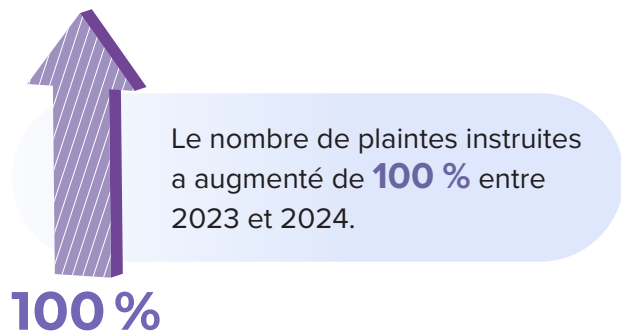 Le nombre de plaintes instruites
a augmenté de 100 % entre
2023 et 2024.
100 %